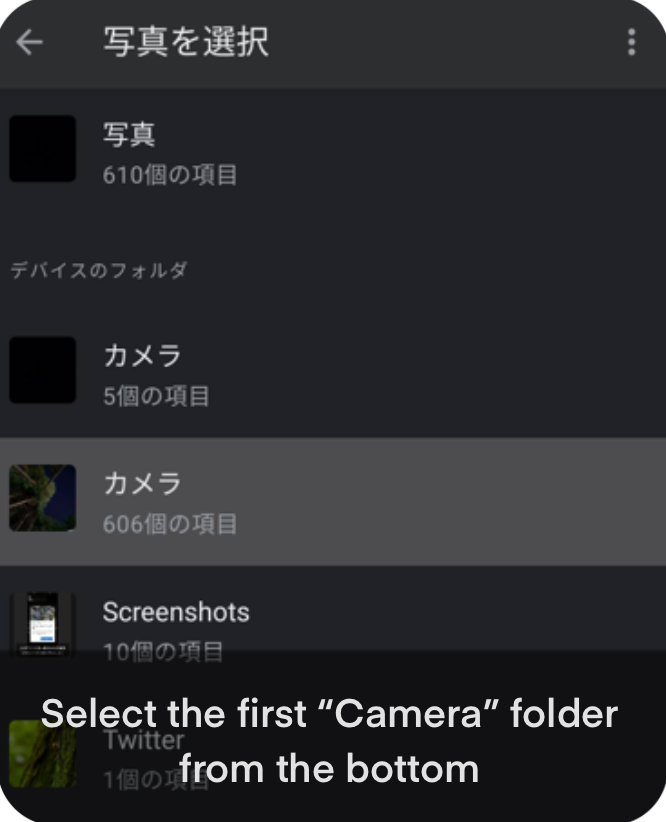 写真を選択
写真
610個の項目
デバイスのフォルダ
カメラ
5個の項目
カメラ
606個の項目
Screenshots
10個の項目
Select the first “Camera” folder
Twitter
from the bottom
1個の項目